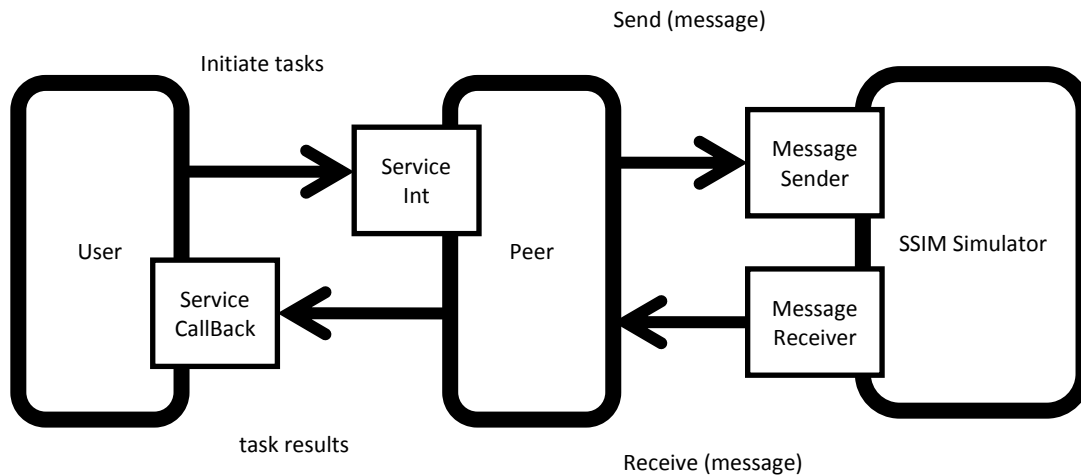 Send (message)
Initiate tasks
Service
Int
Message
Sender
User
Peer
SSIM Simulator
Service
CallBack
Message
Receiver
task results
Receive (message)